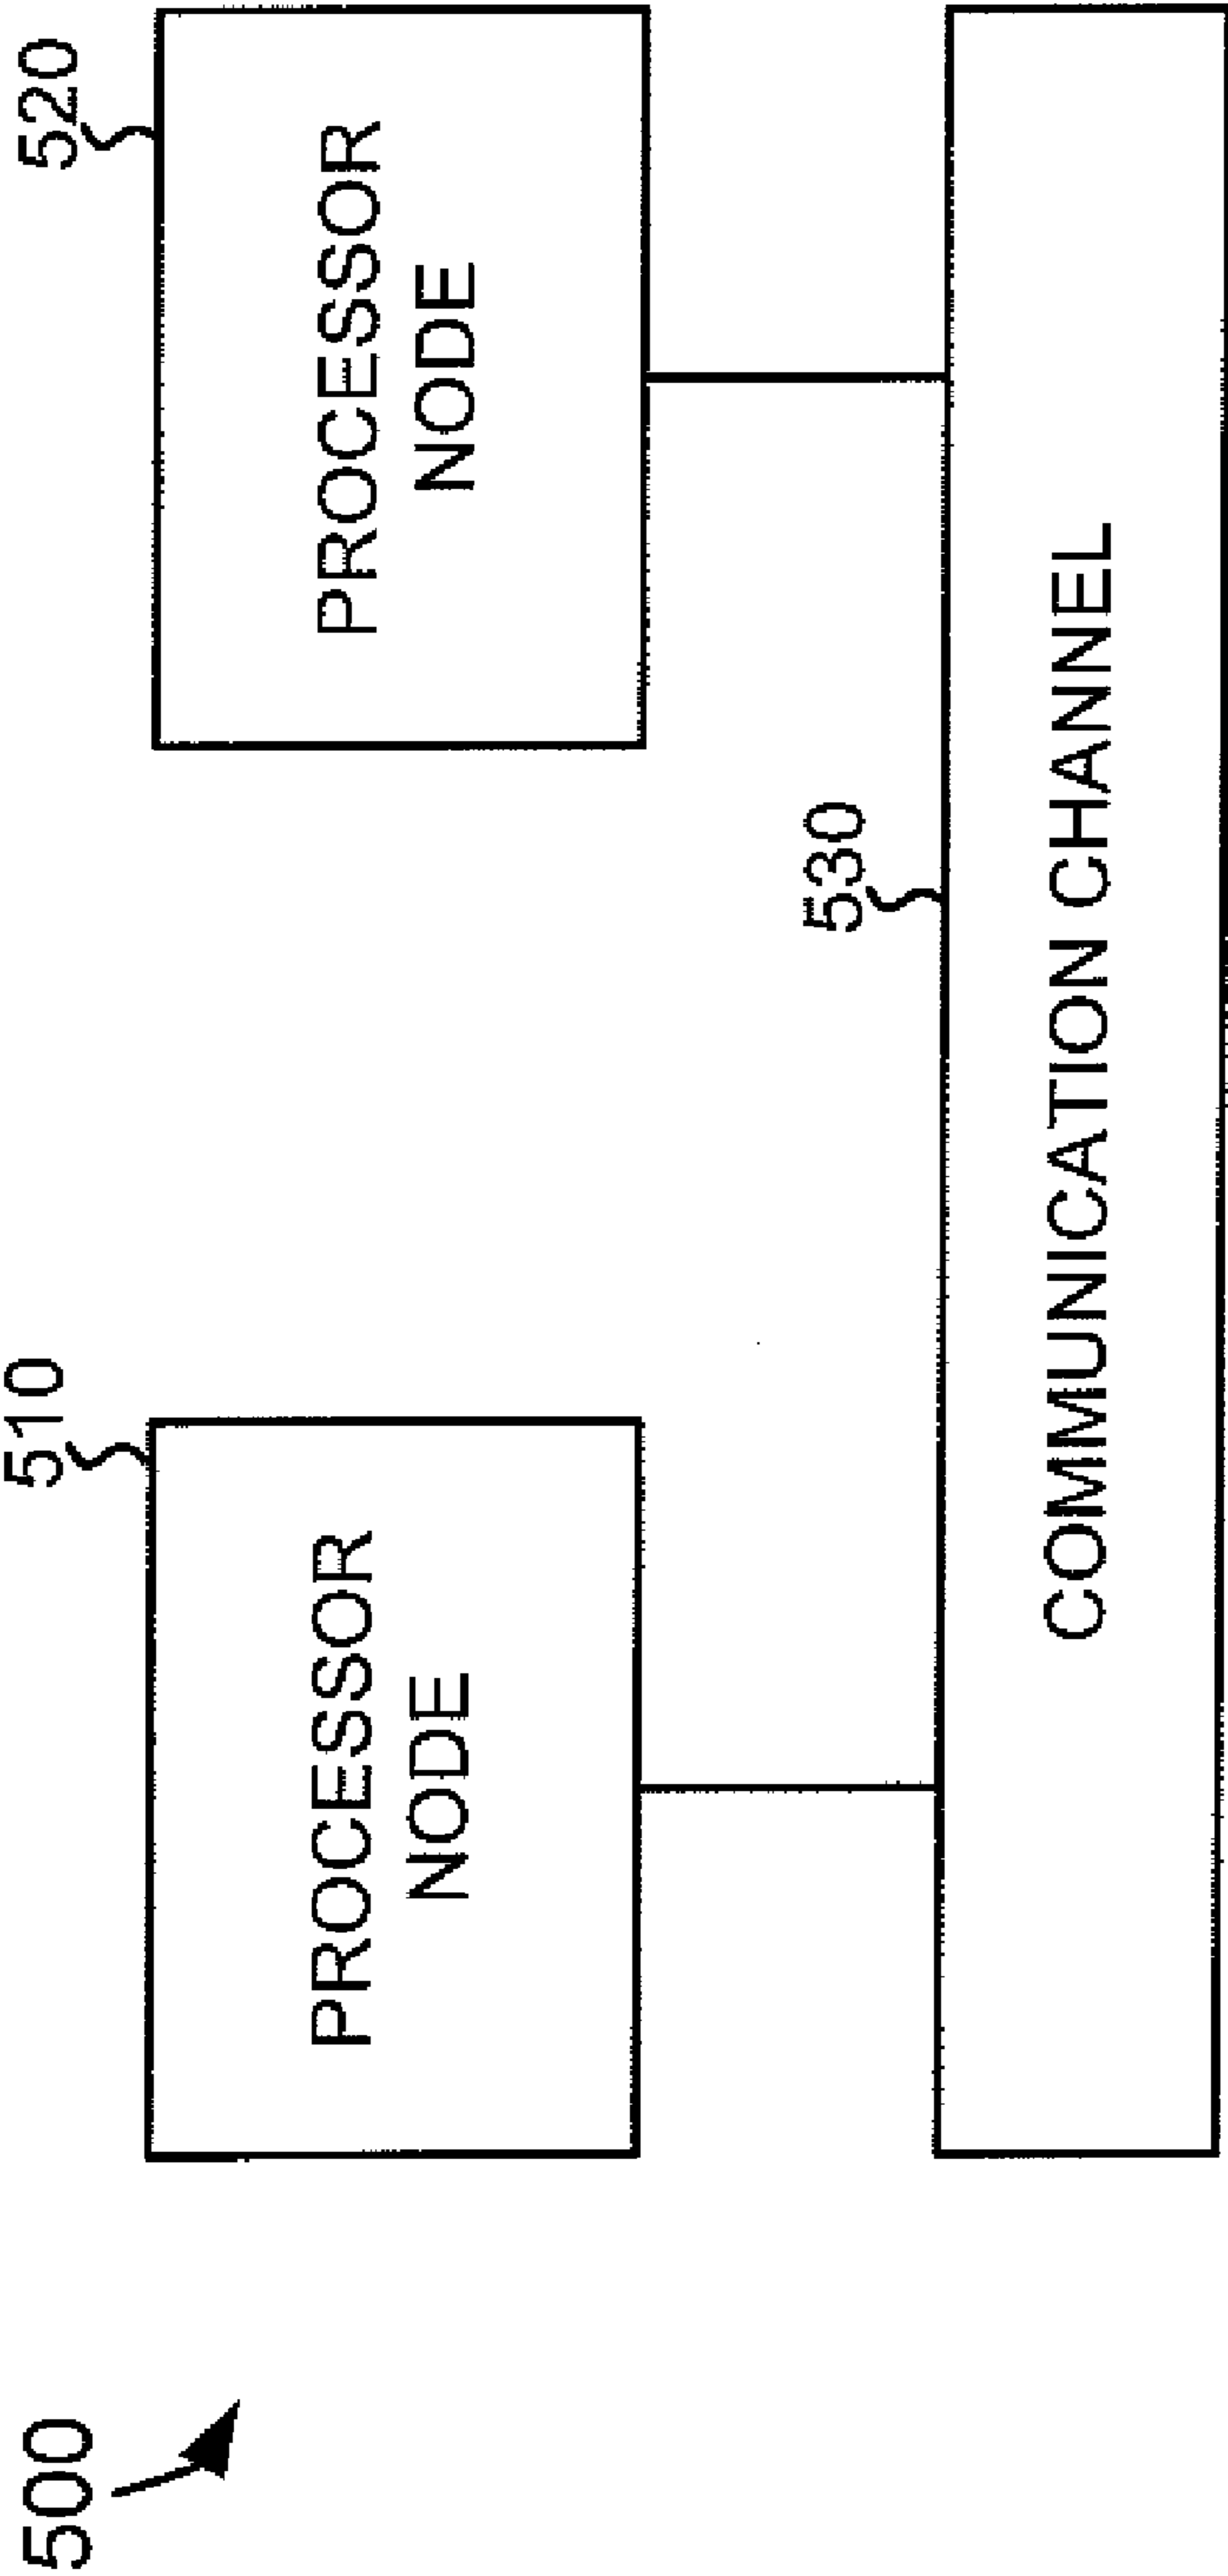 500
510
PROCESSOR
NODE
520
PROCESSOR
NODE
530
COMMUNICATION CHANNEL